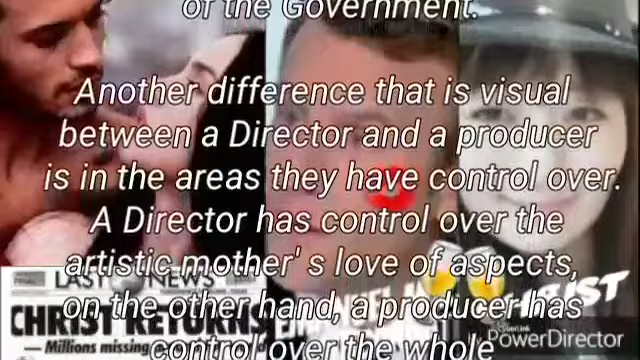 of the Government.
Another difference that is visual
between a Director and a producer
is in the areas they have control over.
A Director has control over the
artistic mother' s love of aspects,
LAST NEWS
on the other hand, a producer has
CHRIST RETURNS
CHRIST
Millions missing
control over the whole
PowerDirector